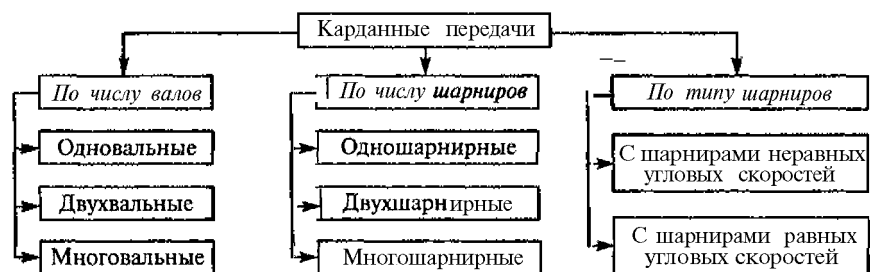 Карданные передачи
По числу валов
Одновальные
Двухвальные
Многовальные
По числу шарниров
Одношарнирные
Двухшарнирные
Многошарнирные
По типу шарниров
С шарнирами неравных
угловых скоростей
С шарнирами равных
угловых скоростей